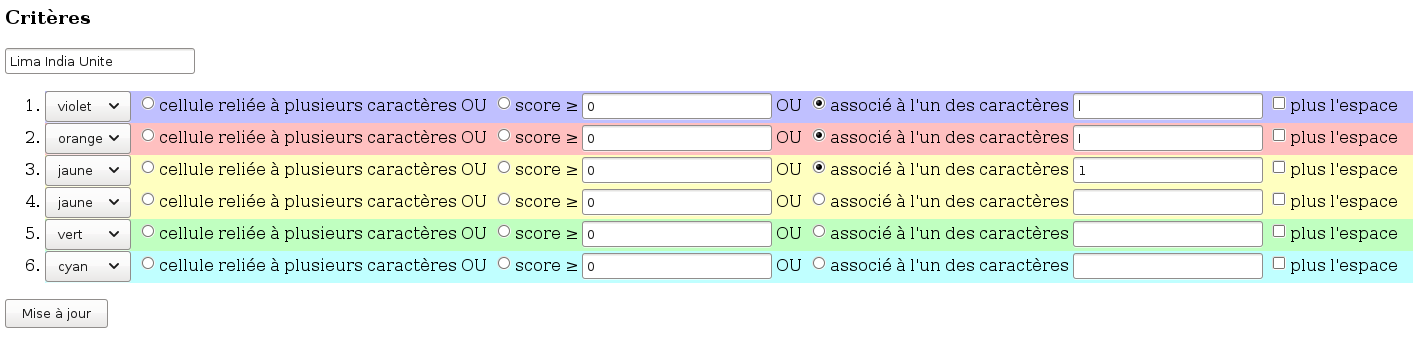 Critères
Lima India Unite
1. violet cellule reliée à plusieurs caractères OU score ≥ 0 OU associé à l'un des caractères l plus l'espace
2. orange cellule reliée à plusieurs caractères OU score ≥ 0 OU associé à l'un des caractères I plus l'espace
3. jaune cellule reliée à plusieurs caractères OU score ≥ 0 OU associé à l'un des caractères 1 plus l'espace
4. jaune cellule reliée à plusieurs caractères OU score ≥ 0 OU associé à l'un des caractères plus l'espace
5. vert cellule reliée à plusieurs caractères OU score ≥ 0 OU associé à l'un des caractères plus l'espace
6. cyan cellule reliée à plusieurs caractères OU score ≥ 0 OU associé à l'un des caractères plus l'espace
Mise à jour